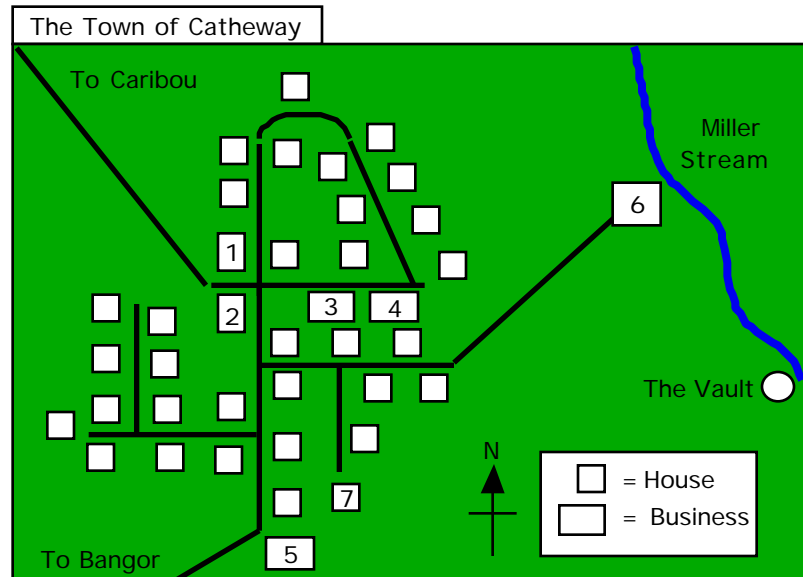 The Town of Catheway
To Caribou
Miller
Stream
6
1
2
3
4
The Vault
N
= House
7
= Business
5
To Bangor